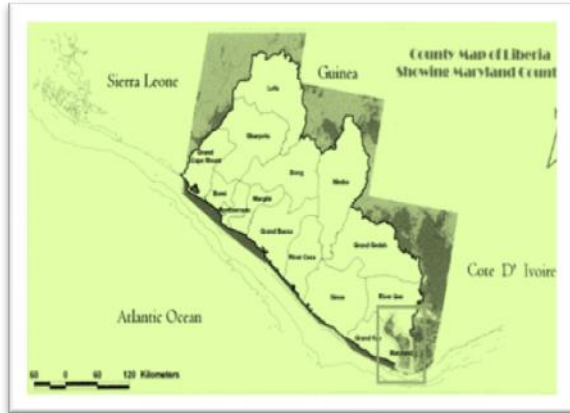 County Map of Liberia
Showing Maryland Count
Sierra Leone
Guinea
Lofa
Gbarpolu
Grand
Cape Mount
Bong
Nimba
Bomi
Margibi
Montserrado
Grand Bassa
River Cess
Grand Gedeh
Sinoe
River Gee
Grand Kru
Maryland
Cote D' Ivoire
Atlantic Ocean
60 0 60 120 Kilometers